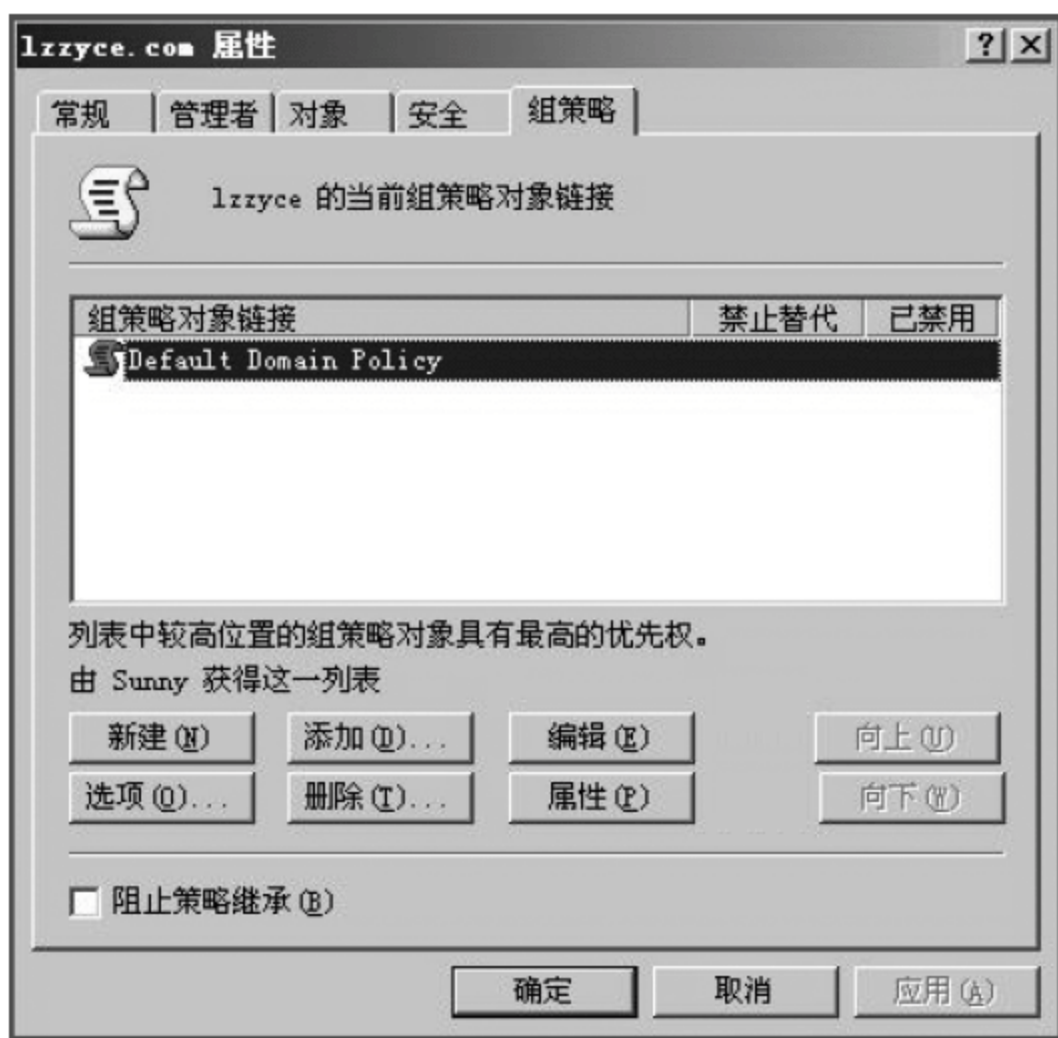 lzzyce.com 属性
常规 管理者 对象 安全 组策略
lzzyce 的当前组策略对象链接
组策略对象链接 禁止替代 已禁用
Default Domain Policy
列表中较高位置的组策略对象具有最高的优先权。
由 Sunny 获得这一列表
新建(N) 添加(D)... 编辑(E) 向上(U)
选项(O)... 删除(T)... 属性(P) 向下(W)
阻止策略继承(B)
确定 取消 应用(A)